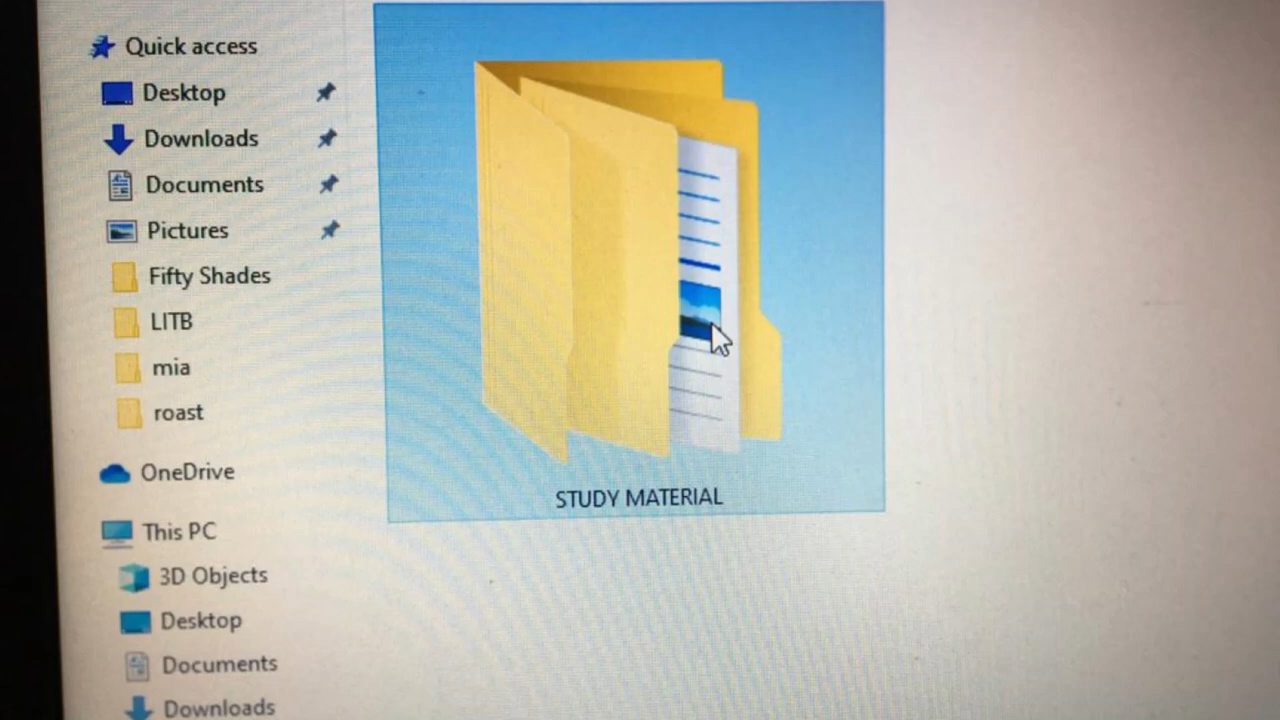 Quick access
Desktop
Downloads
Documents
Pictures
Fifty Shades
LITB
mia
roast
OneDrive
This PC
3D Objects
Desktop
Documents
Downloads
STUDY MATERIAL